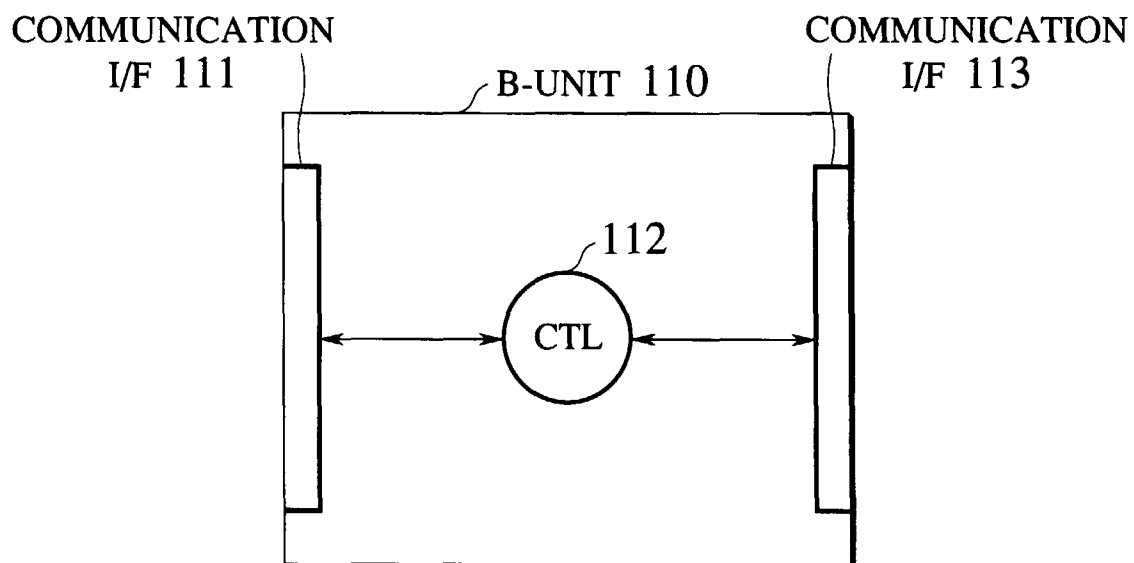 COMMUNICATION
I/F 111
COMMUNICATION
I/F 113
B-UNIT 110
112
CTL